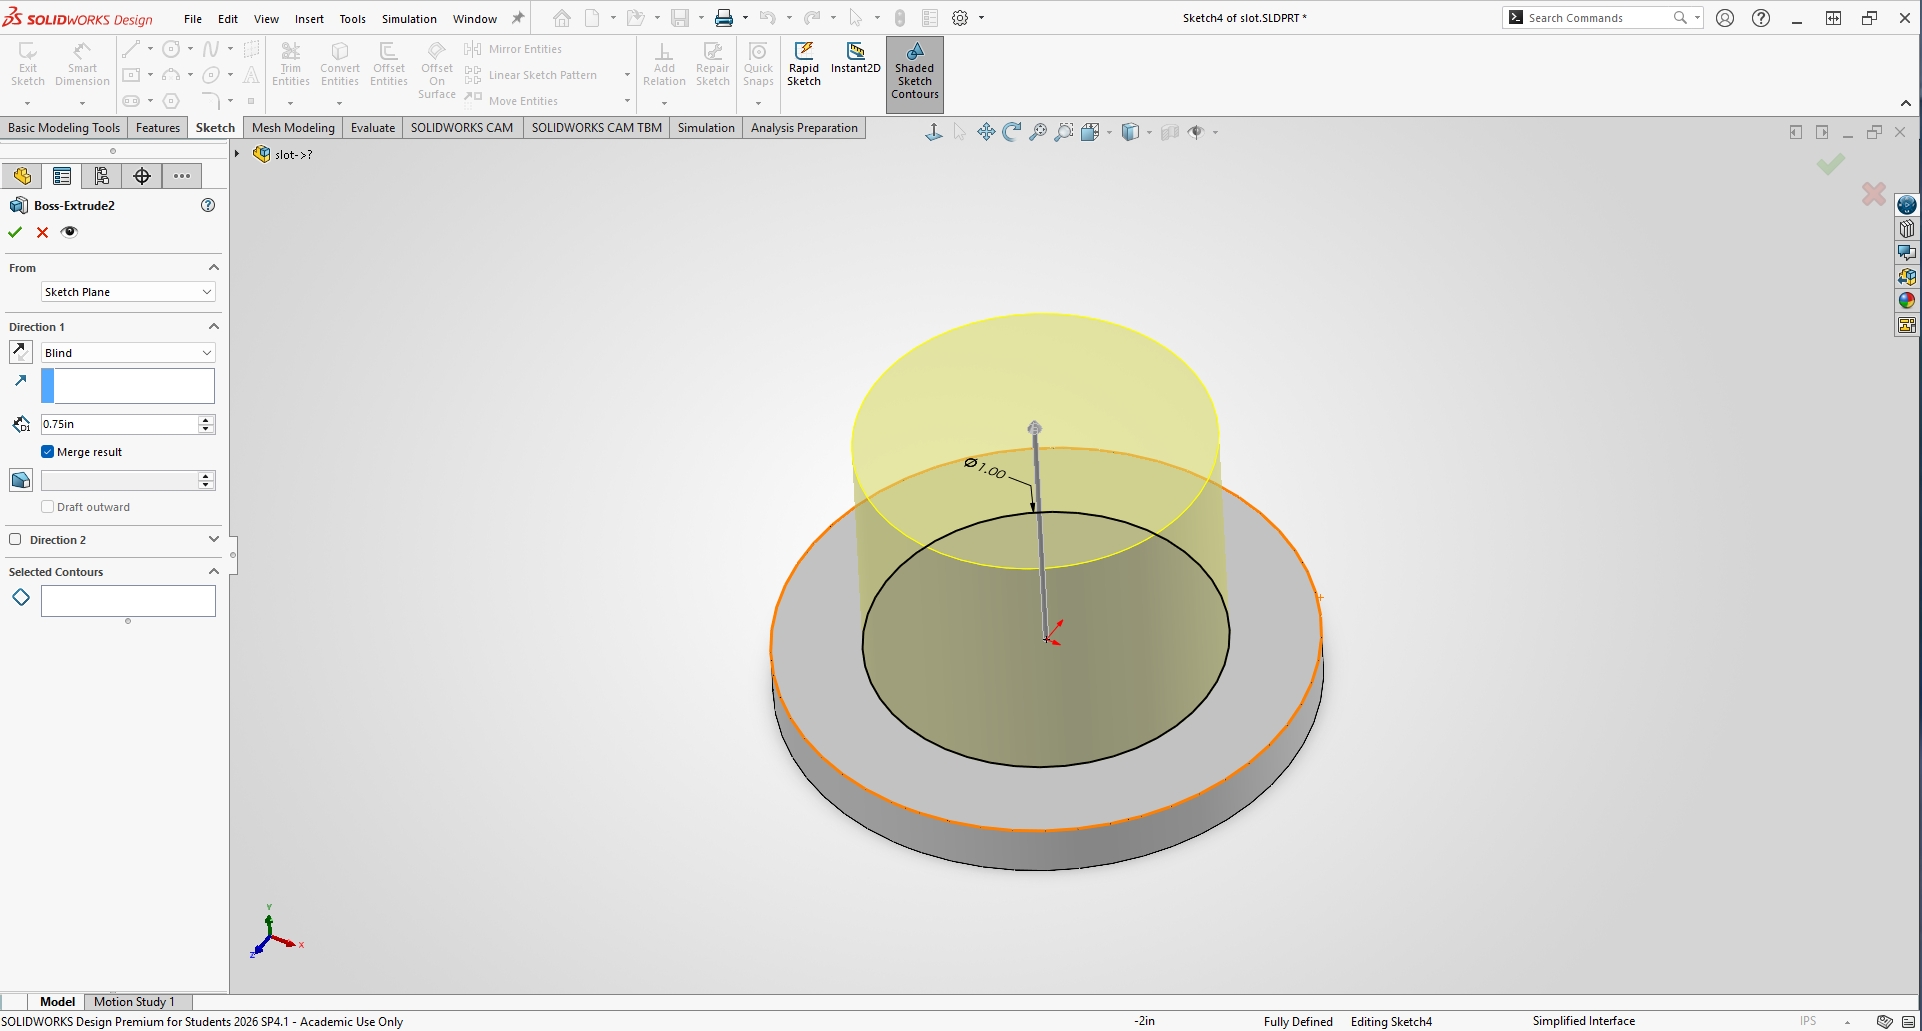 SOLIDWORKS Design File Edit View Insert Tools Simulation Window Sketch4 of slot.SLDPRT * Search Commands
Exit Sketch
Smart Dimension
Trim Entities
Convert Entities
Offset Entities
Offset On Surface
Mirror Entities
Linear Sketch Pattern
Move Entities
Add Relation
Repair Sketch
Quick Snaps
Rapid Sketch
Instant2D
Shaded Sketch Contours
Basic Modeling Tools Features Sketch Mesh Modeling Evaluate SOLIDWORKS CAM SOLIDWORKS CAM TBM Simulation Analysis Preparation
slot->?
Boss-Extrude2
From
Sketch Plane
Direction 1
Blind
D1 0.75in
Merge result
Draft outward
Direction 2
Selected Contours
Ø1.00
Y
X
Z
Model Motion Study 1
SOLIDWORKS Design Premium for Students 2026 SP4.1 - Academic Use Only -2in Fully Defined Editing Sketch4 Simplified Interface IPS